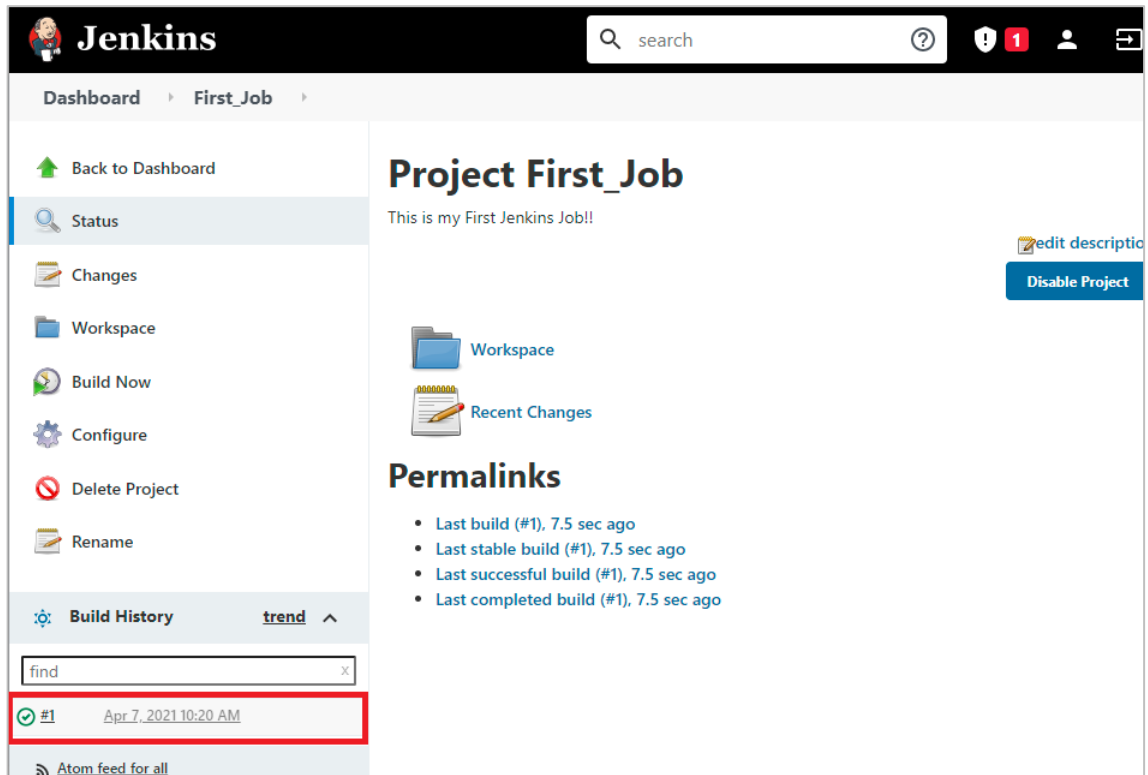 Jenkins
search
1
Dashboard First_Job
Back to Dashboard
Status
Changes
Workspace
Build Now
Configure
Delete Project
Rename
Build History trend
find x
#1 Apr 7, 2021 10:20 AM
Atom feed for all
Project First_Job
This is my First Jenkins Job!!
edit descriptio
Disable Project
Workspace
Recent Changes
Permalinks
Last build (#1), 7.5 sec ago
Last stable build (#1), 7.5 sec ago
Last successful build (#1), 7.5 sec ago
Last completed build (#1), 7.5 sec ago